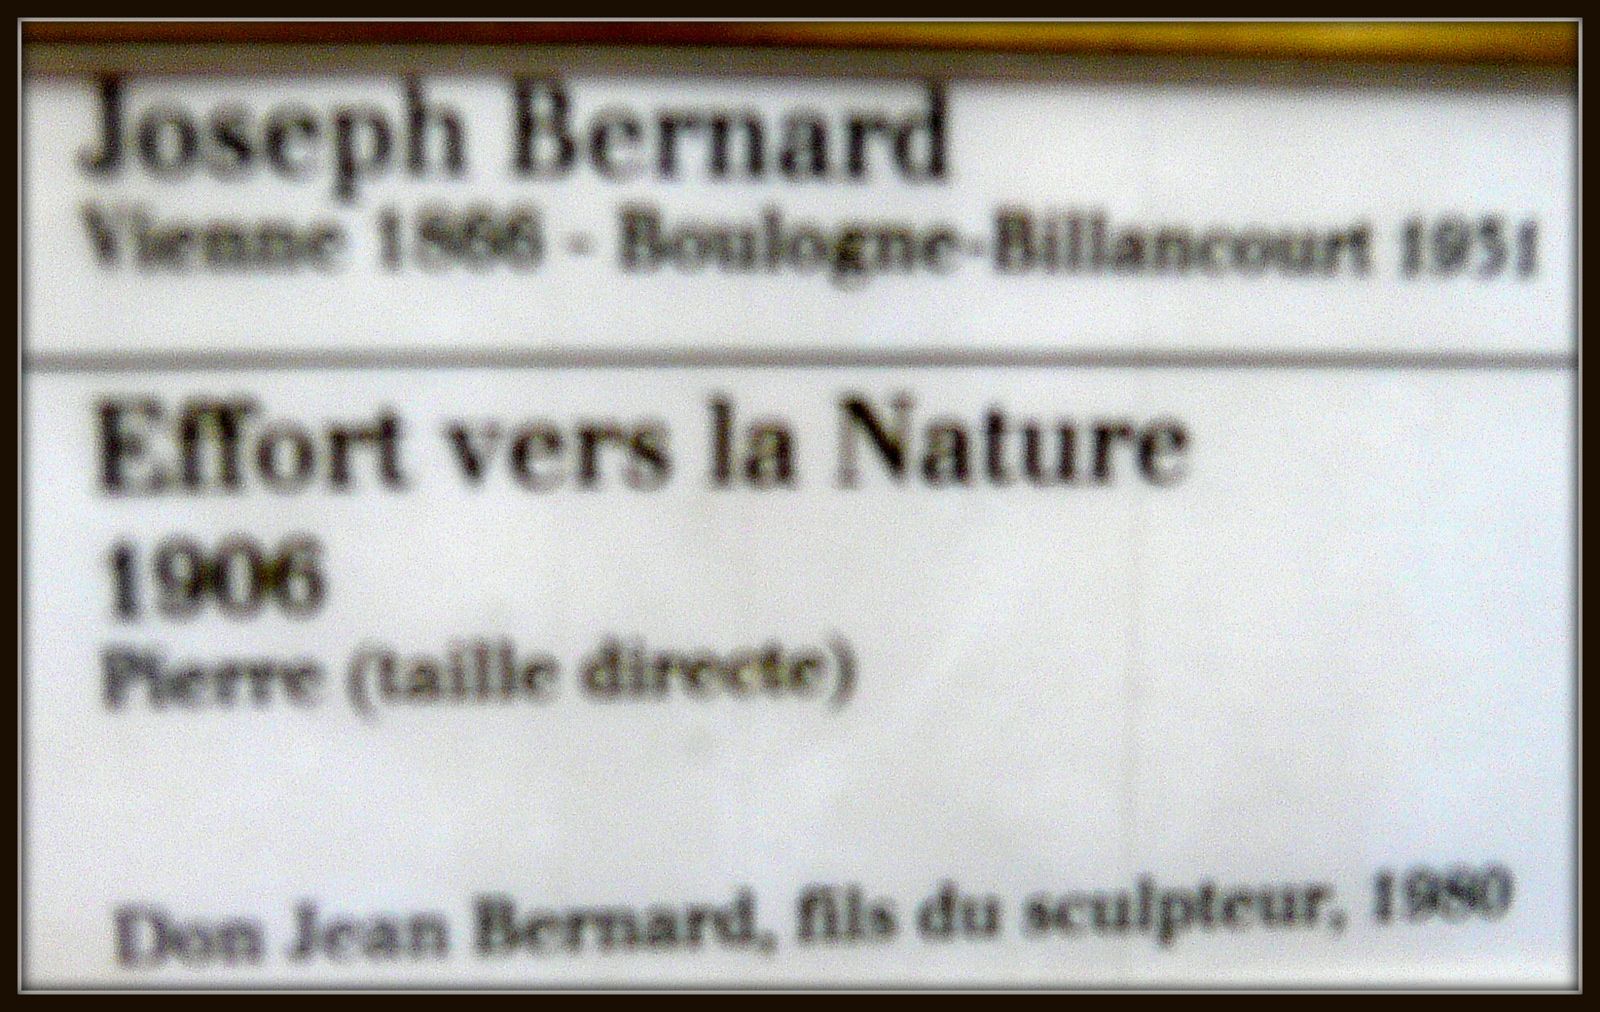 Joseph Bernard
Vienne 1866 - Boulogne-Billancourt 1931
Effort vers la Nature
1906
Pierre (taille directe)
Don Jean Bernard, fils du sculpteur, 1980